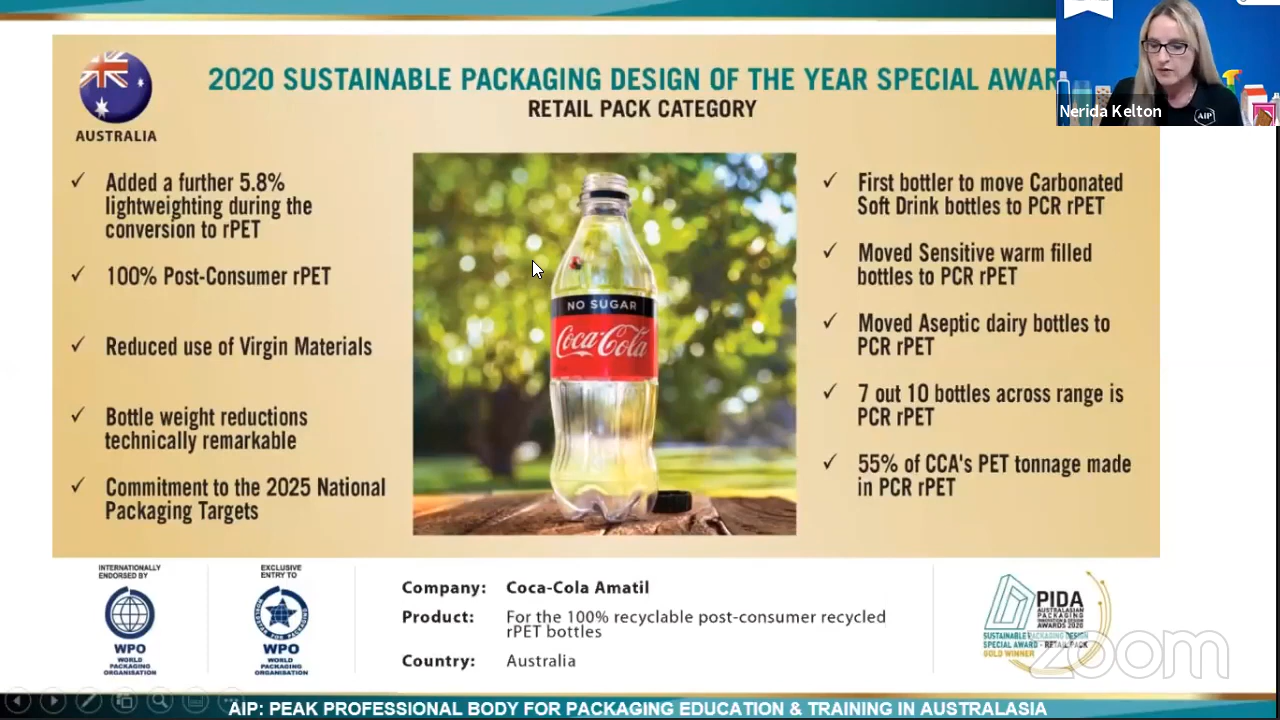 2020 SUSTAINABLE PACKAGING DESIGN OF THE YEAR SPECIAL AWAR
RETAIL PACK CATEGORY
AUSTRALIA
Nerida Kelton
AIP
✓ Added a further 5.8%
lightweighting during the
conversion to rPET
✓ 100% Post-Consumer rPET
✓ Reduced use of Virgin Materials
✓ Bottle weight reductions
technically remarkable
✓ Commitment to the 2025 National
Packaging Targets
NO SUGAR
Coca-Cola
✓ First bottler to move Carbonated
Soft Drink bottles to PCR rPET
✓ Moved Sensitive warm filled
bottles to PCR rPET
✓ Moved Aseptic dairy bottles to
PCR rPET
✓ 7 out 10 bottles across range is
PCR rPET
✓ 55% of CCA's PET tonnage made
in PCR rPET
INTERNATIONALLY
ENDORSED BY
WPO
WORLD
PACKAGING
ORGANISATION
EXCLUSIVE
ENTRY TO
WORLDSTAR FOR PACKAGING
WPO
WORLD
PACKAGING
ORGANISATION
Company: Coca-Cola Amatil
Product: For the 100% recyclable post-consumer recycled
rPET bottles
Country: Australia
PIDA
AUSTRALASIAN
PACKAGING
INNOVATION & DESIGN
AWARDS 2020
SUSTAINABLE PACKAGING DESIGN
SPECIAL AWARD - RETAIL PACK
GOLD WINNER
zoom
AIP: PEAK PROFESSIONAL BODY FOR PACKAGING EDUCATION & TRAINING IN AUSTRALASIA